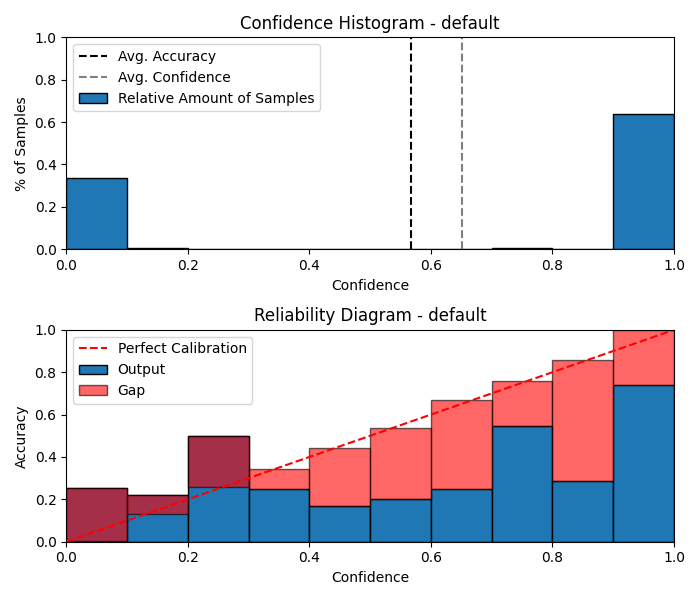 Confidence Histogram - default
1.0
0.8
0.6
0.4
0.2
0.0
% of Samples
Avg. Accuracy
Avg. Confidence
Relative Amount of Samples
0.0 0.2 0.4 0.6 0.8 1.0
Confidence
Reliability Diagram - default
1.0
0.8
0.6
0.4
0.2
0.0
Accuracy
Perfect Calibration
Output
Gap
0.0 0.2 0.4 0.6 0.8 1.0
Confidence